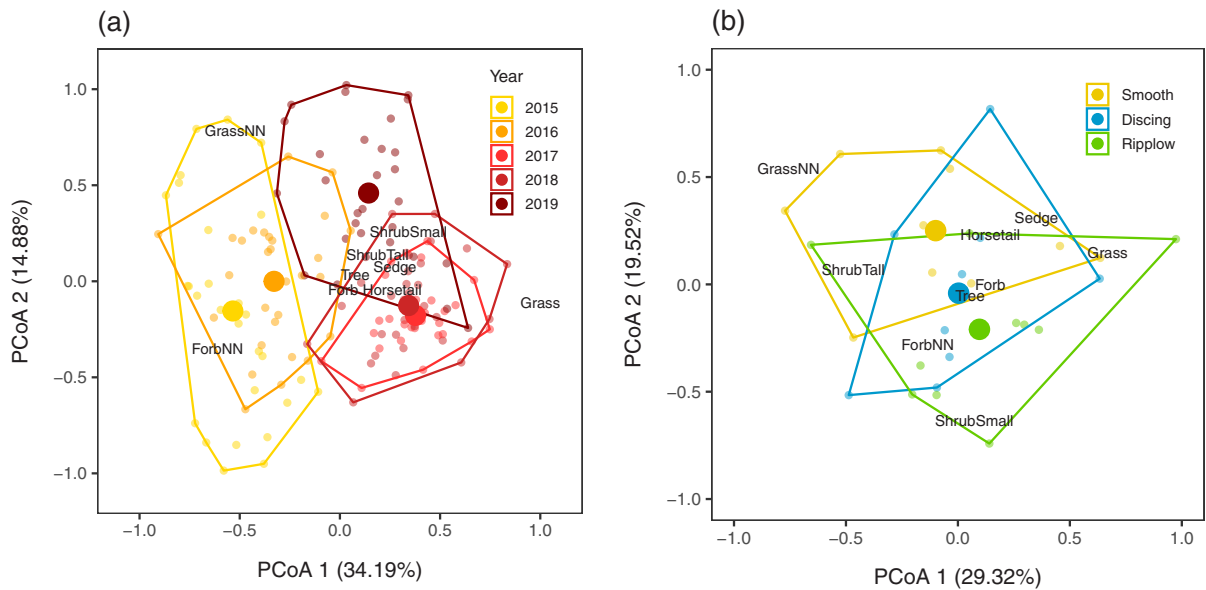 (a)
PCoA 2 (14.88%)
1.0
0.5
0.0
−0.5
−1.0
−1.0
−0.5
0.0
0.5
1.0
PCoA 1 (34.19%)
Year
2015
2016
2017
2018
2019
GrassNN
ShrubSmall
ShrubTall
Sedge
Tree
Forb Horsetail
Grass
ForbNN
(b)
PCoA 2 (19.52%)
1.0
0.5
0.0
−0.5
−1.0
−1.0
−0.5
0.0
0.5
1.0
PCoA 1 (29.32%)
Smooth
Discing
Ripplow
GrassNN
Sedge
Horsetail
Grass
ShrubTall
Forb
Tree
ForbNN
ShrubSmall